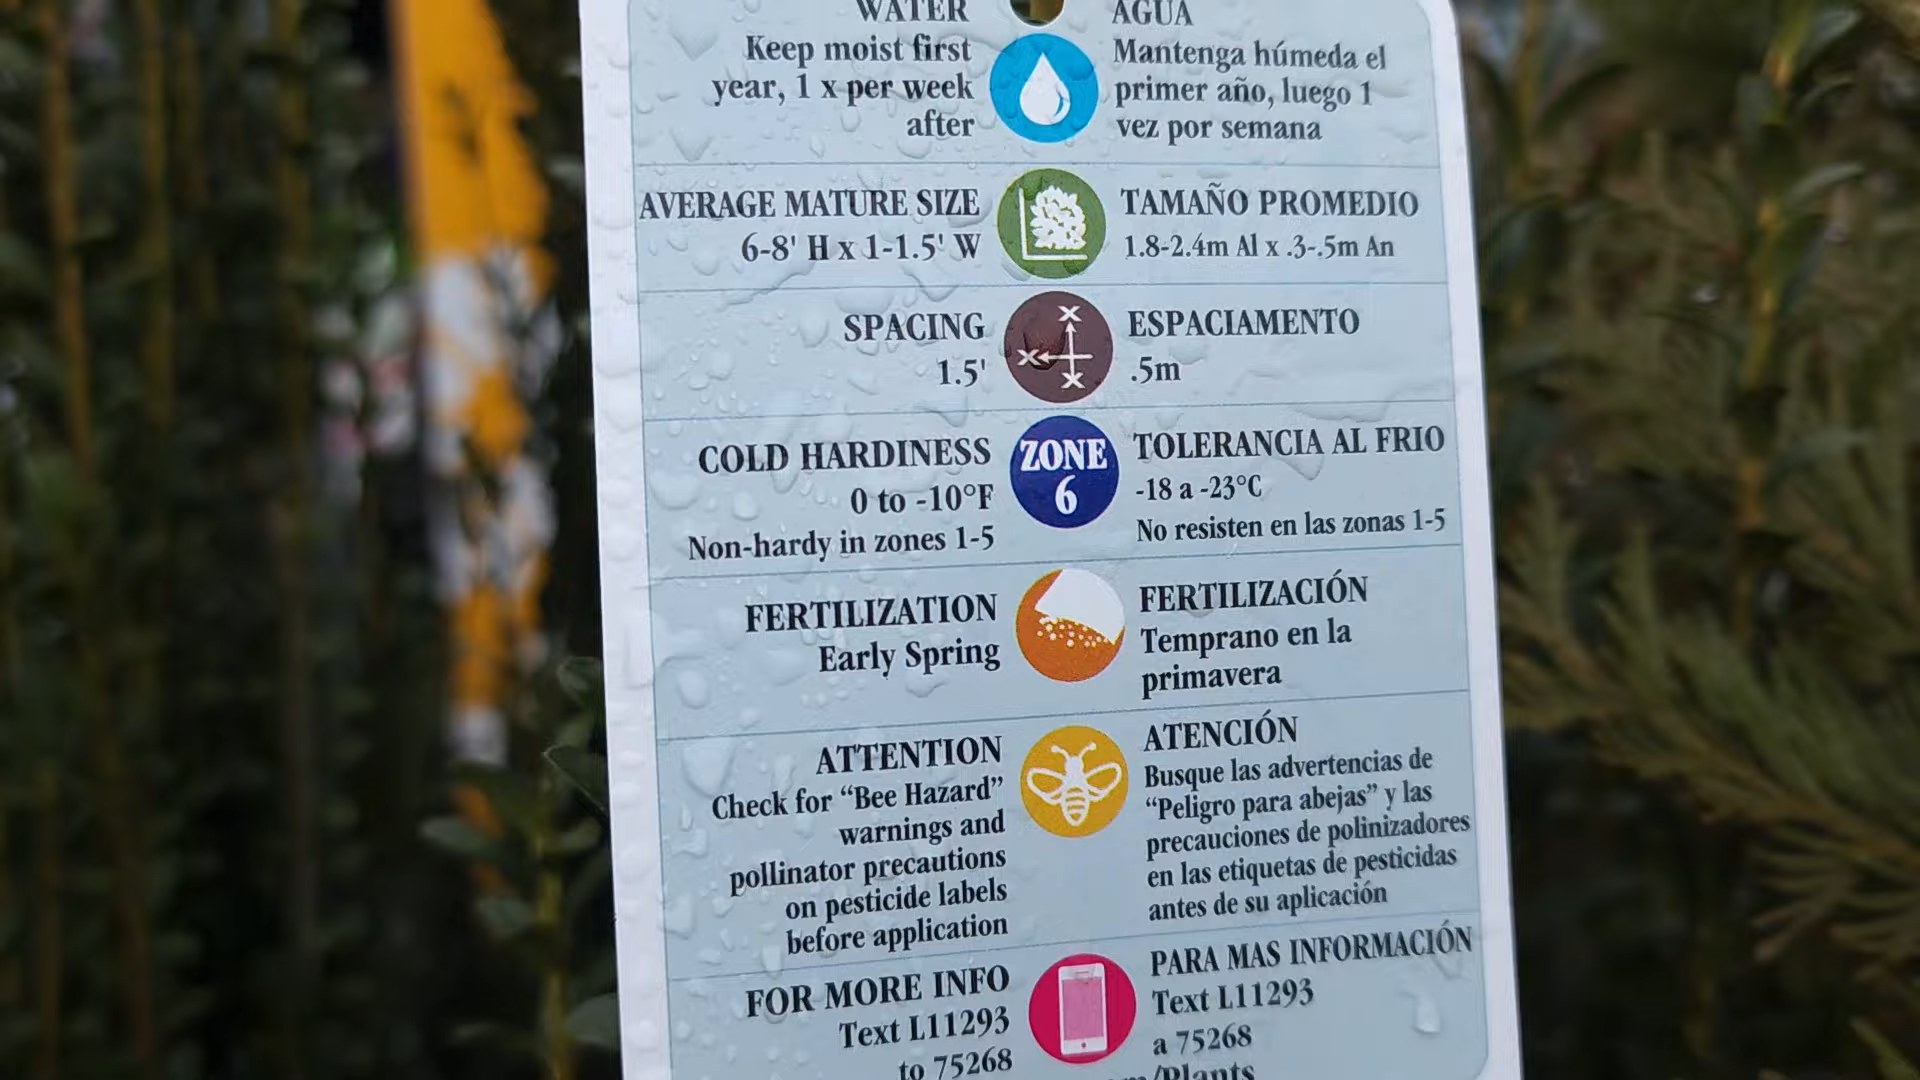 WATER
Keep moist first
year, 1 x per week
after
AGUA
Mantenga húmeda el
primer año, luego 1
vez por semana
AVERAGE MATURE SIZE
6-8' H x 1-1.5' W
TAMAÑO PROMEDIO
1.8-2.4m Al x .3-.5m An
SPACING
1.5'
ESPACIAMENTO
.5m
COLD HARDINESS
0 to -10°F
Non-hardy in zones 1-5
ZONE
6
TOLERANCIA AL FRIO
-18 a -23°C
No resisten en las zonas 1-5
FERTILIZATION
Early Spring
FERTILIZACIÓN
Temprano en la
primavera
ATTENTION
Check for “Bee Hazard”
warnings and
pollinator precautions
on pesticide labels
before application
ATENCIÓN
Busque las advertencias de
“Peligro para abejas” y las
precauciones de polinizadores
en las etiquetas de pesticidas
antes de su aplicación
FOR MORE INFO
Text L11293
to 75268
PARA MAS INFORMACIÓN
Text L11293
a 75268
/Plants